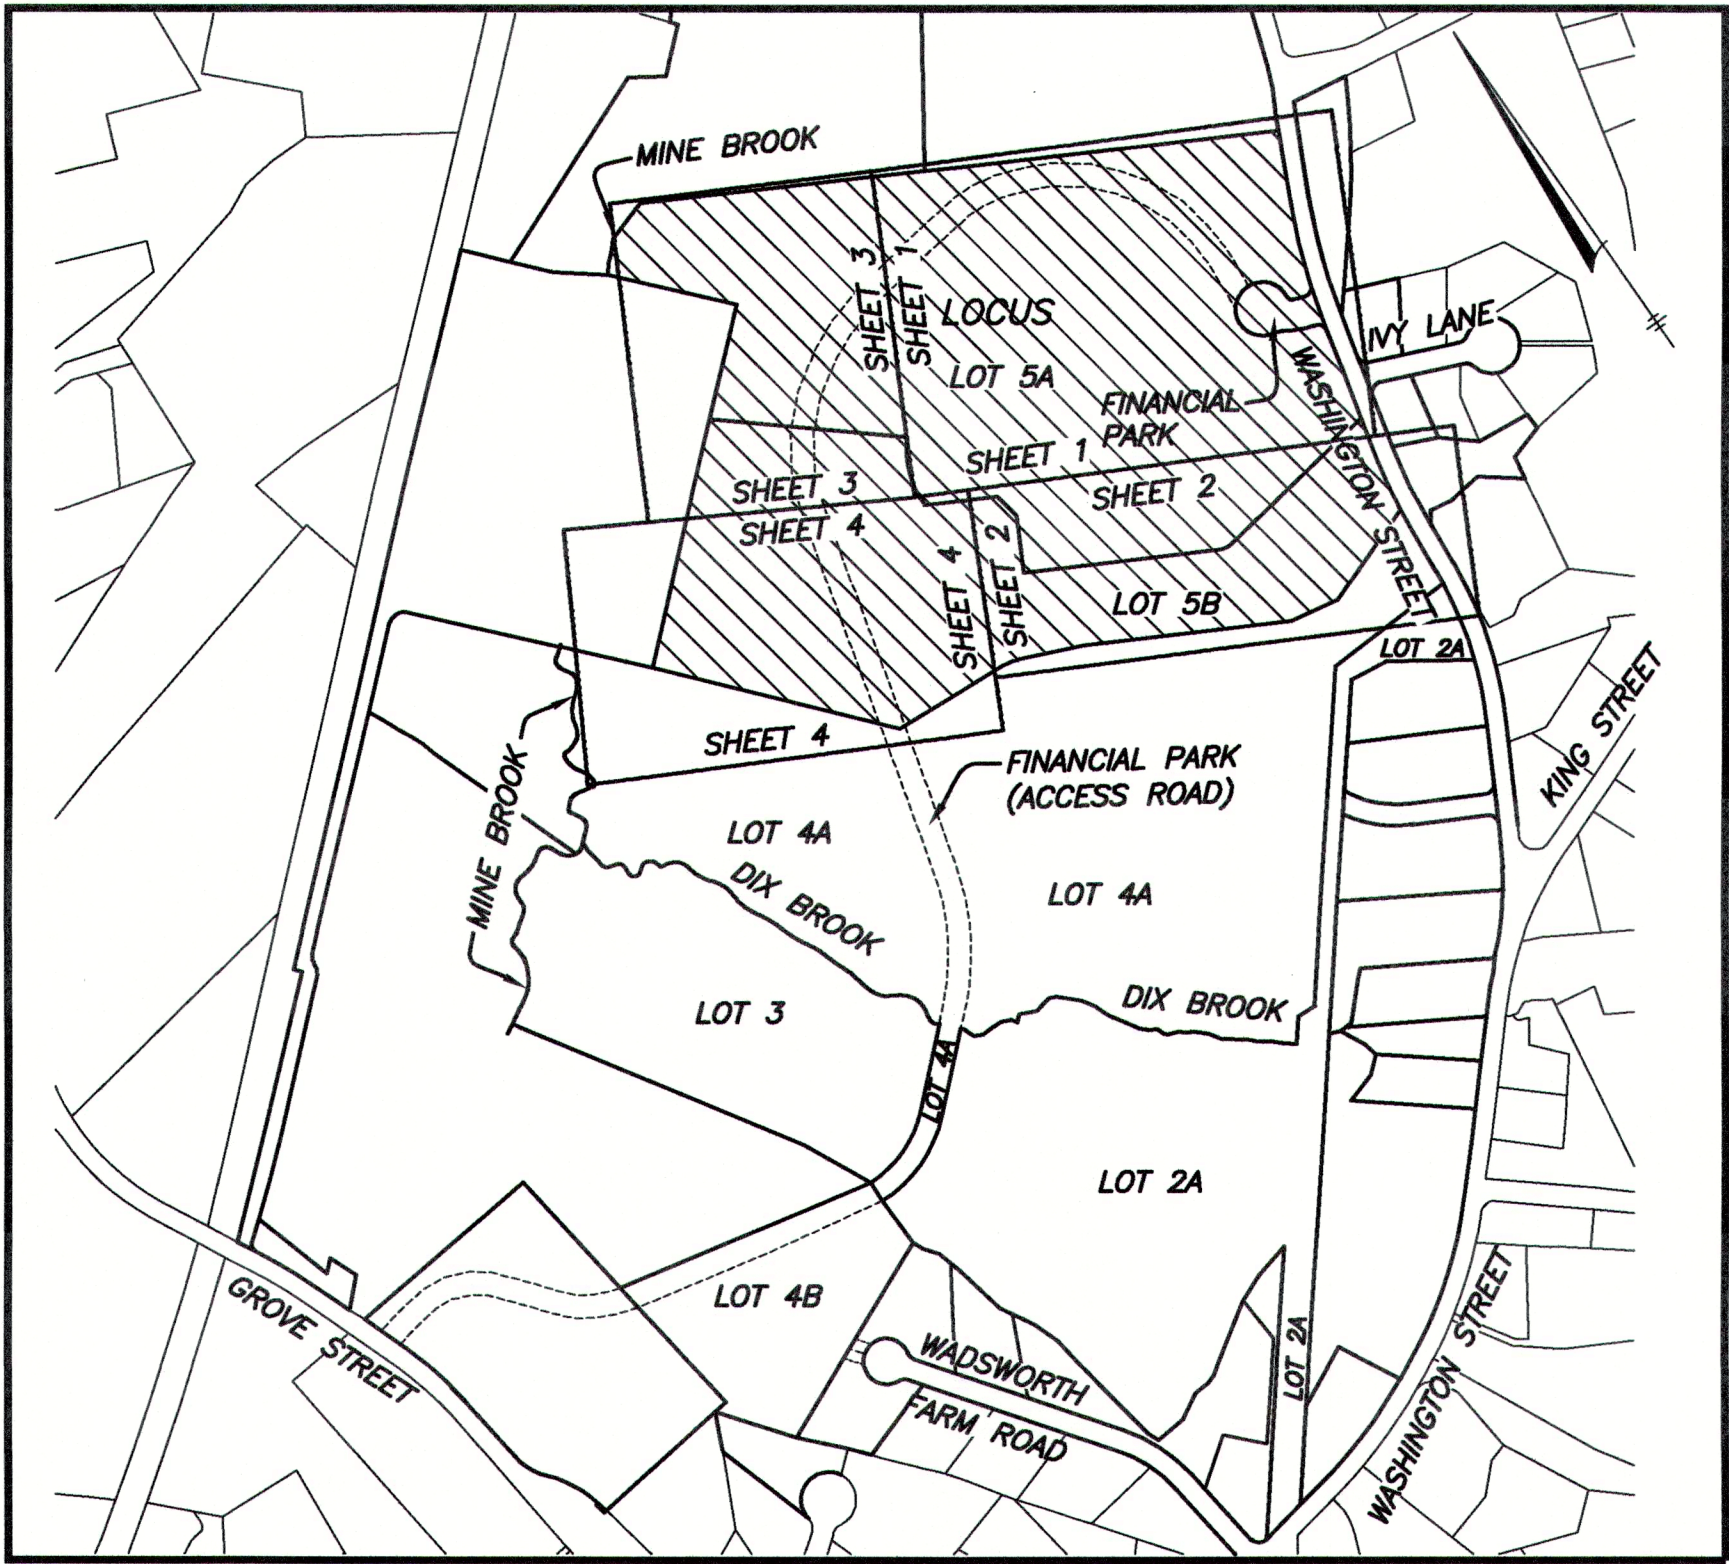 MINE BROOK
SHEET 3
SHEET 1
LOCUS
LOT 5A
IVY LANE
FINANCIAL
PARK
WASHINGTON STREET
SHEET 1
SHEET 3
SHEET 2
SHEET 4
SHEET 4
SHEET 2
LOT 5B
LOT 2A
KING STREET
SHEET 4
FINANCIAL PARK
(ACCESS ROAD)
MINE BROOK
LOT 4A
DIX BROOK
LOT 4A
DIX BROOK
LOT 3
LOT 4A
LOT 2A
LOT 4B
GROVE STREET
WADSWORTH
FARM ROAD
LOT 2A
WASHINGTON STREET